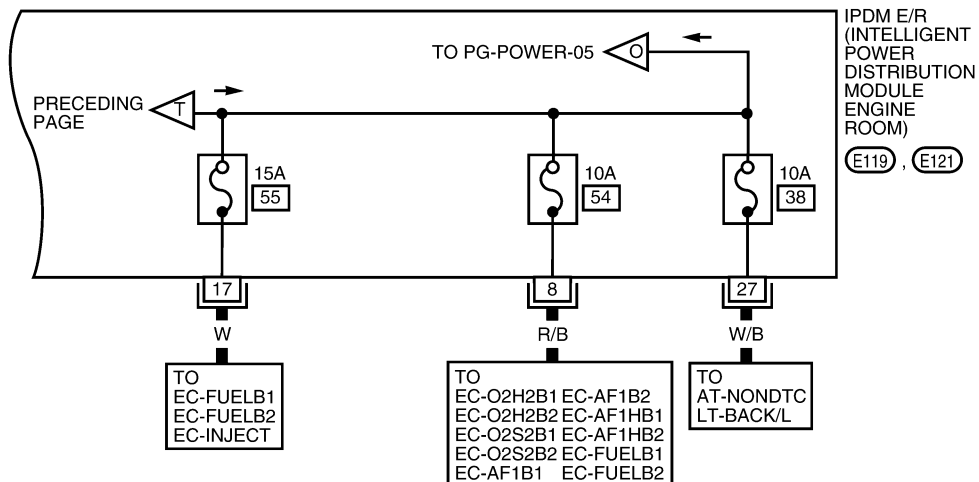 IPDM E/R
(INTELLIGENT
POWER
DISTRIBUTION
MODULE
ENGINE
ROOM)
E119 , E121
TO PG-POWER-05 O
PRECEDING
PAGE
T
15A
55
10A
54
10A
38
17 8 27
W R/B W/B
TO
EC-FUELB1
EC-FUELB2
EC-INJECT
TO
EC-O2H2B1 EC-AF1B2
EC-O2H2B2 EC-AF1HB1
EC-O2S2B1 EC-AF1HB2
EC-O2S2B2 EC-FUELB1
EC-AF1B1 EC-FUELB2
TO
AT-NONDTC
LT-BACK/L